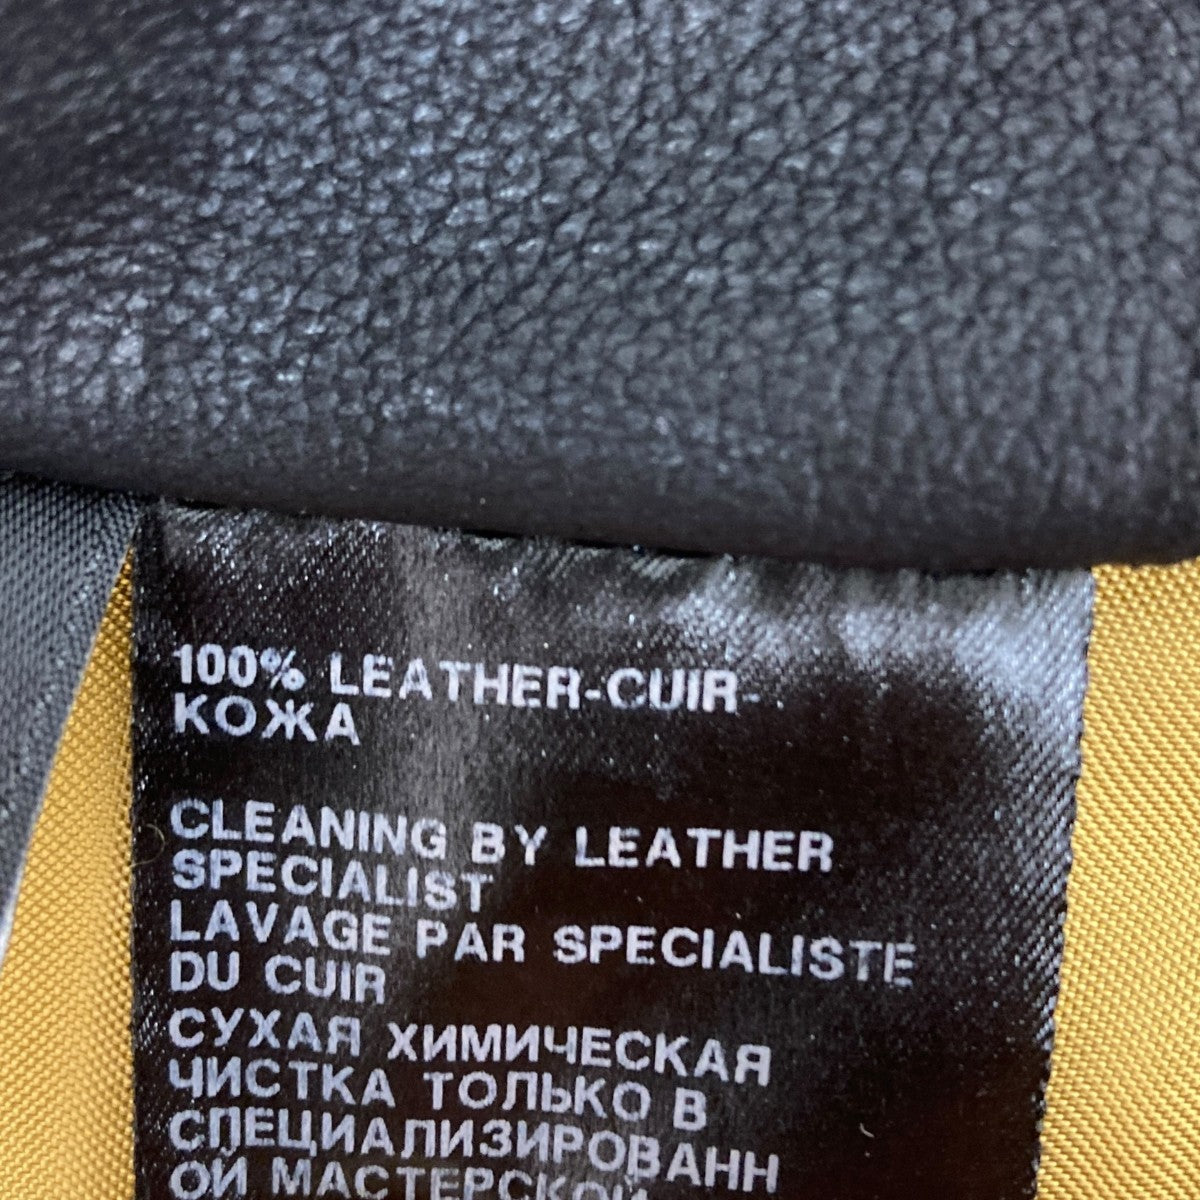 100% LEATHER-CUIR-
КОЖА
CLEANING BY LEATHER
SPECIALIST
LAVAGE PAR SPECIALISTE
DU CUIR
СУХАЯ ХИМИЧЕСКАЯ
ЧИСТКА ТОЛЬКО В
СПЕЦИАЛИЗИРОВАНН
ОЙ МАСТЕРСКОЙ